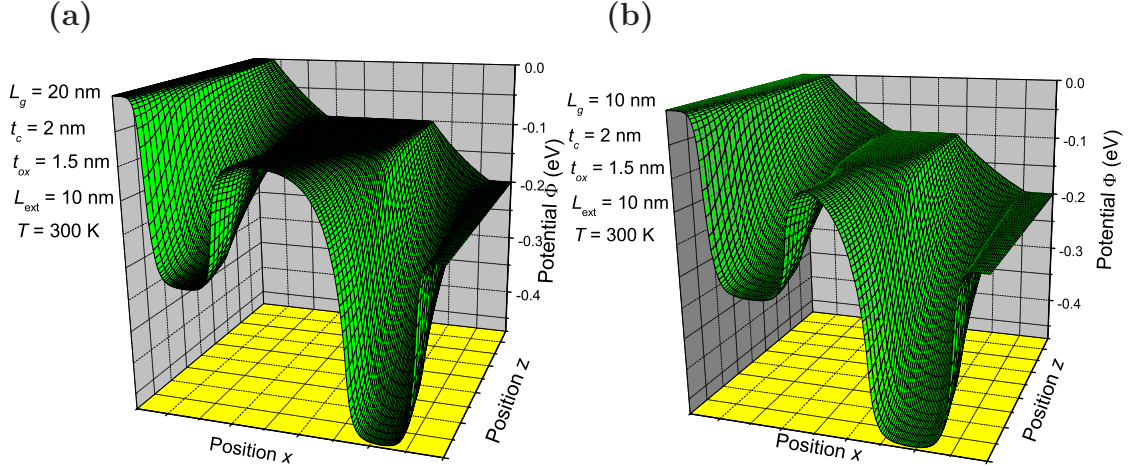 (a)
L_g = 20 nm
t_c = 2 nm
t_ox = 1.5 nm
L_ext = 10 nm
T = 300 K
0.0
-0.1
-0.2
-0.3
-0.4
Potential Φ (eV)
Position x
Position z
(b)
L_g = 10 nm
t_c = 2 nm
t_ox = 1.5 nm
L_ext = 10 nm
T = 300 K
0.0
-0.1
-0.2
-0.3
-0.4
Potential Φ (eV)
Position x
Position z